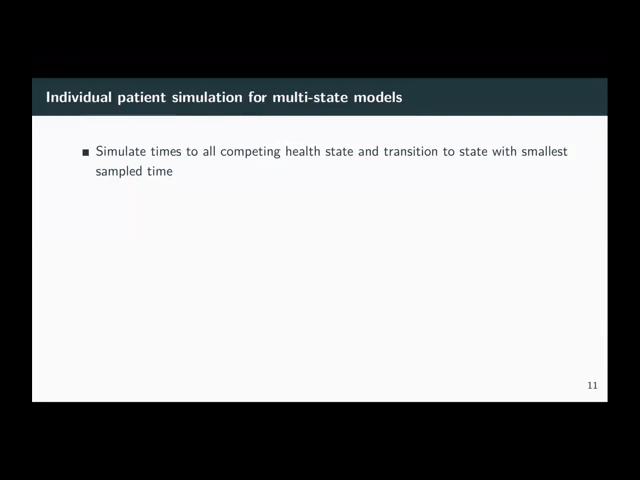 Individual patient simulation for multi-state models
Simulate times to all competing health state and transition to state with smallest
sampled time
11